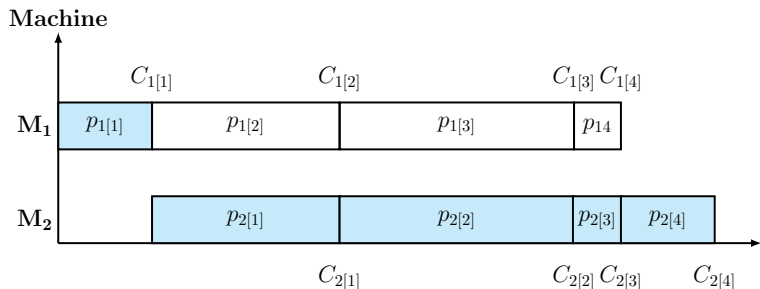 Machine
C1[1] C1[2] C1[3] C1[4]
M1 p1[1] p1[2] p1[3] p14
M2 p2[1] p2[2] p2[3] p2[4]
C2[1] C2[2] C2[3] C2[4]